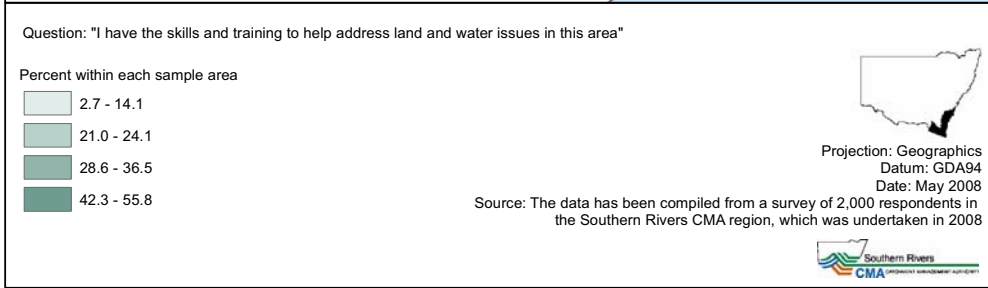 Question: "I have the skills and training to help address land and water issues in this area"
Percent within each sample area
2.7 - 14.1
21.0 - 24.1
28.6 - 36.5
42.3 - 55.8
Projection: Geographics
Datum: GDA94
Date: May 2008
Source: The data has been compiled from a survey of 2,000 respondents in
the Southern Rivers CMA region, which was undertaken in 2008
Southern Rivers
CMA CATCHMENT MANAGEMENT AUTHORITY